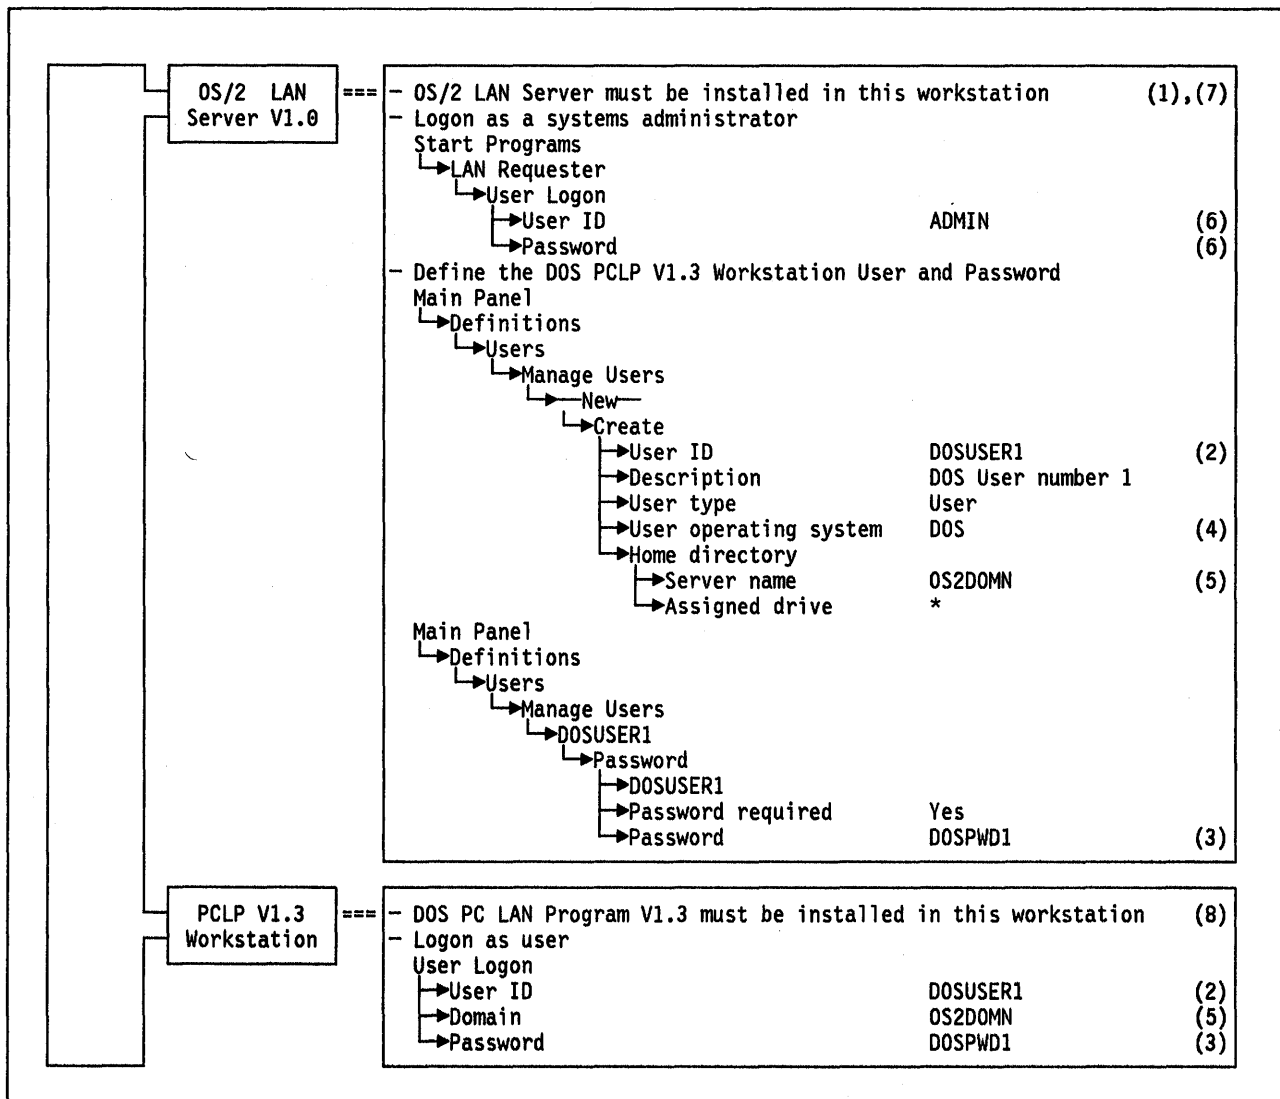 OS/2 LAN Server V1.0 === - OS/2 LAN Server must be installed in this workstation (1),(7)
- Logon as a systems administrator
Start Programs
LAN Requester
User Logon
User ID ADMIN (6)
Password (6)
- Define the DOS PCLP V1.3 Workstation User and Password
Main Panel
Definitions
Users
Manage Users
New
Create
User ID DOSUSER1 (2)
Description DOS User number 1
User type User
User operating system DOS (4)
Home directory
Server name OS2DOMN (5)
Assigned drive *
Main Panel
Definitions
Users
Manage Users
DOSUSER1
Password
DOSUSER1
Password required Yes
Password DOSPWD1 (3)
PCLP V1.3 Workstation === - DOS PC LAN Program V1.3 must be installed in this workstation (8)
- Logon as user
User Logon
User ID DOSUSER1 (2)
Domain OS2DOMN (5)
Password DOSPWD1 (3)